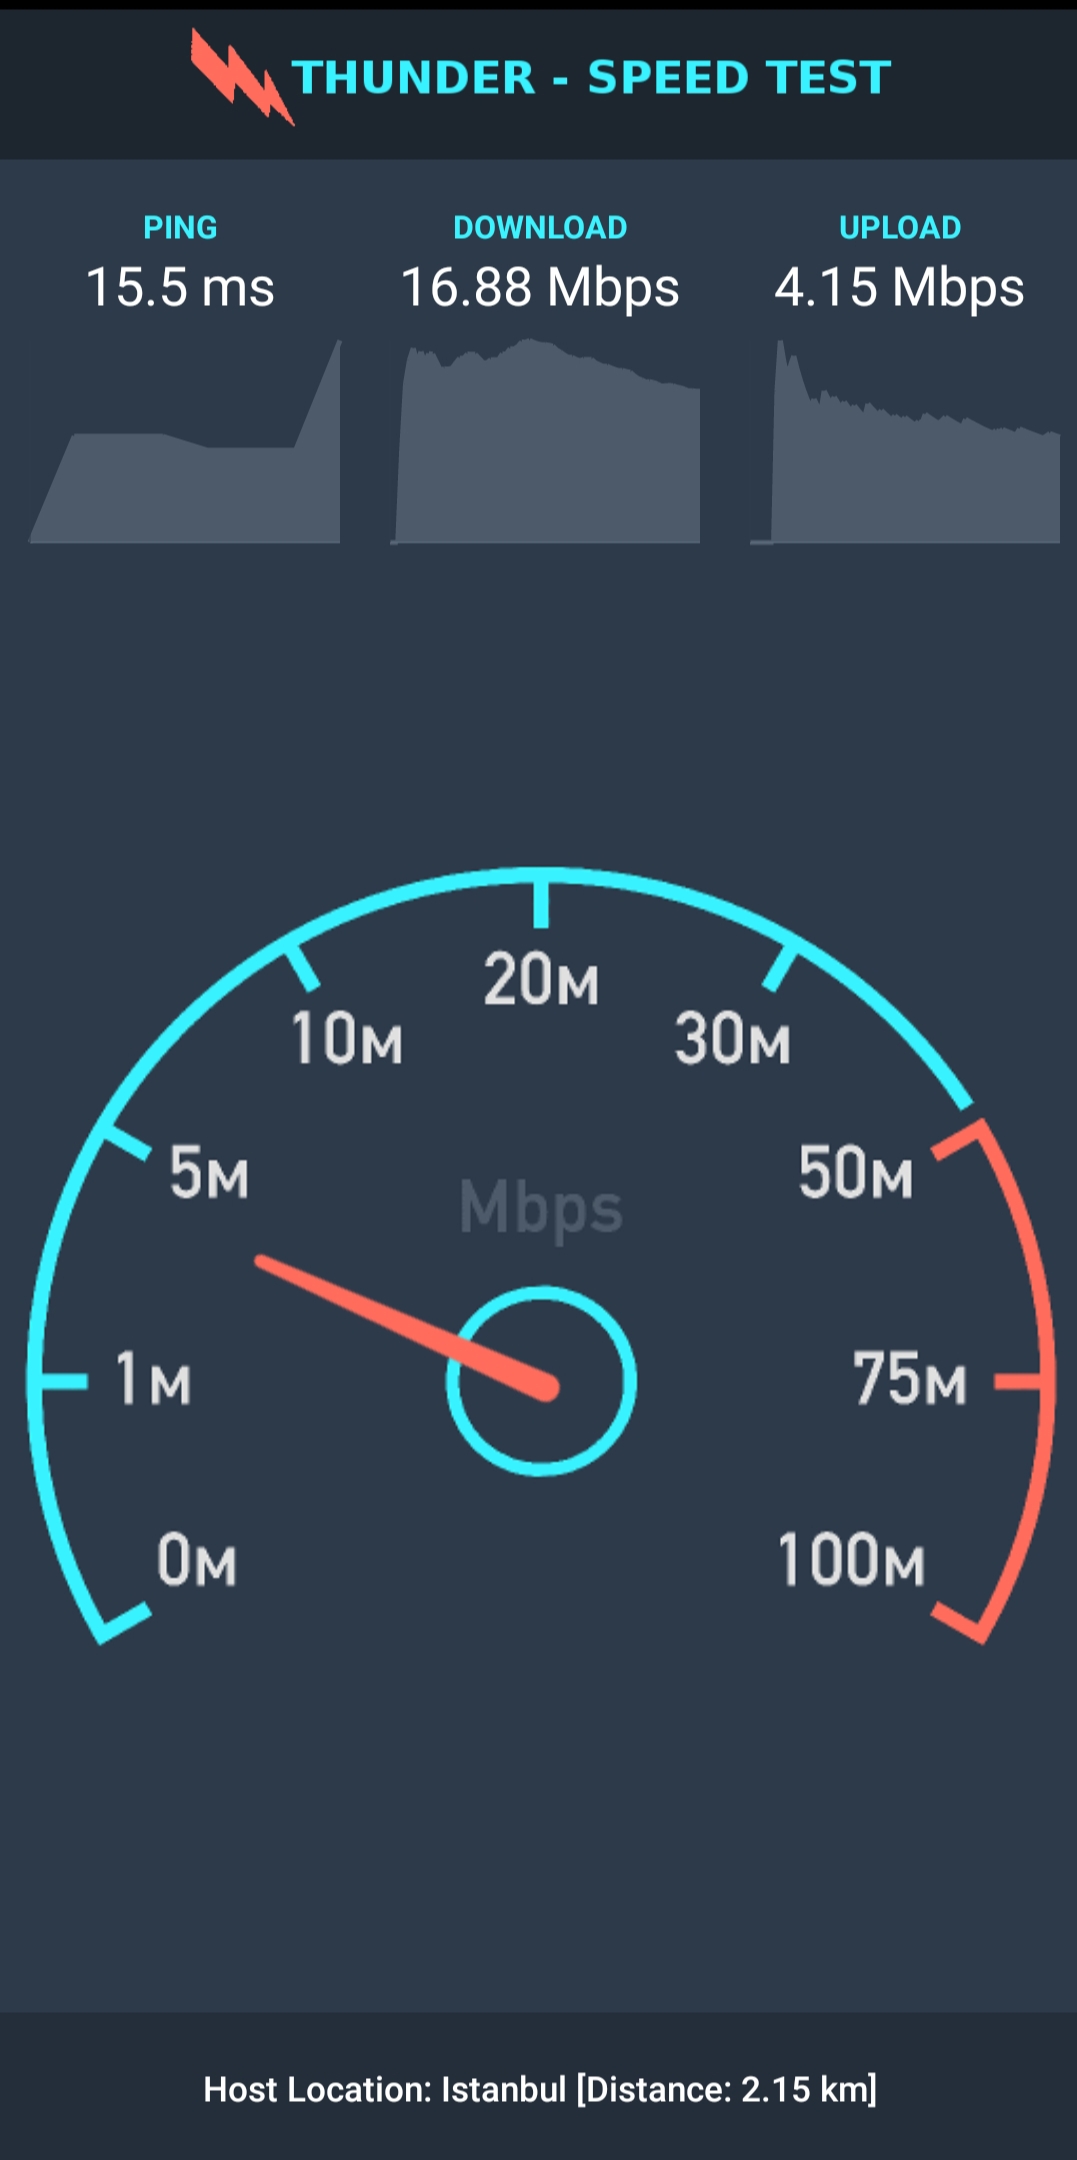 THUNDER - SPEED TEST
PING
15.5 ms
DOWNLOAD
16.88 Mbps
UPLOAD
4.15 Mbps
20M
10M
30M
5M
50M
Mbps
1M
75M
0M
100M
Host Location: Istanbul [Distance: 2.15 km]